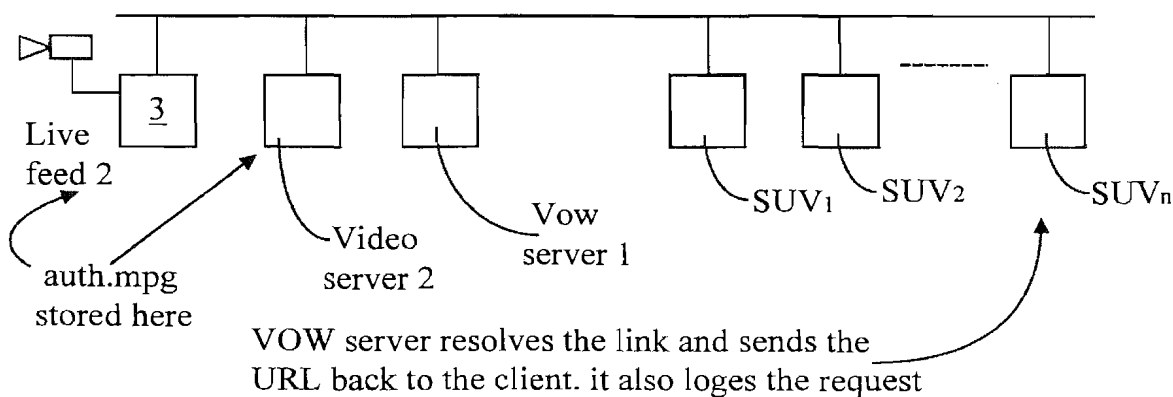 3
Live
feed 2
auth.mpg
stored here
Video
server 2
Vow
server 1
SUV1
SUV2
SUVn
VOW server resolves the link and sends the
URL back to the client. it also loges the request